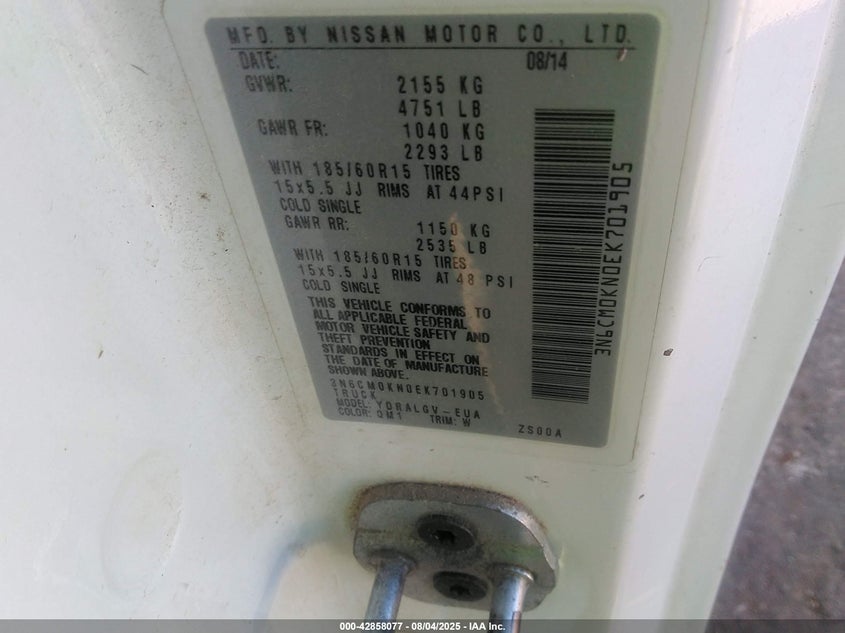 MFD. BY NISSAN MOTOR CO., LTD.
DATE: 08/14
GVWR: 2155 KG
4751 LB
GAWR FR: 1040 KG
2293 LB
WITH 185/60R15 TIRES
15x5.5 JJ RIMS AT 44PSI
COLD SINGLE
GAWR RR: 1150 KG
2535 LB
WITH 185/60R15 TIRES
15x5.5 JJ RIMS AT 48 PSI
COLD SINGLE
THIS VEHICLE CONFORMS TO
ALL APPLICABLE FEDERAL
MOTOR VEHICLE SAFETY AND
THEFT PREVENTION
STANDARDS IN EFFECT ON
THE DATE OF MANUFACTURE
SHOWN ABOVE.
3N6CM0KN0EK701905
TRUCK
MODEL: YDRALGV-EUA
COLOR: QM1 TRIM: W
ZS00A
3N6CM0KN0EK701905
000-42858077 - 08/04/2025 - IAA Inc.